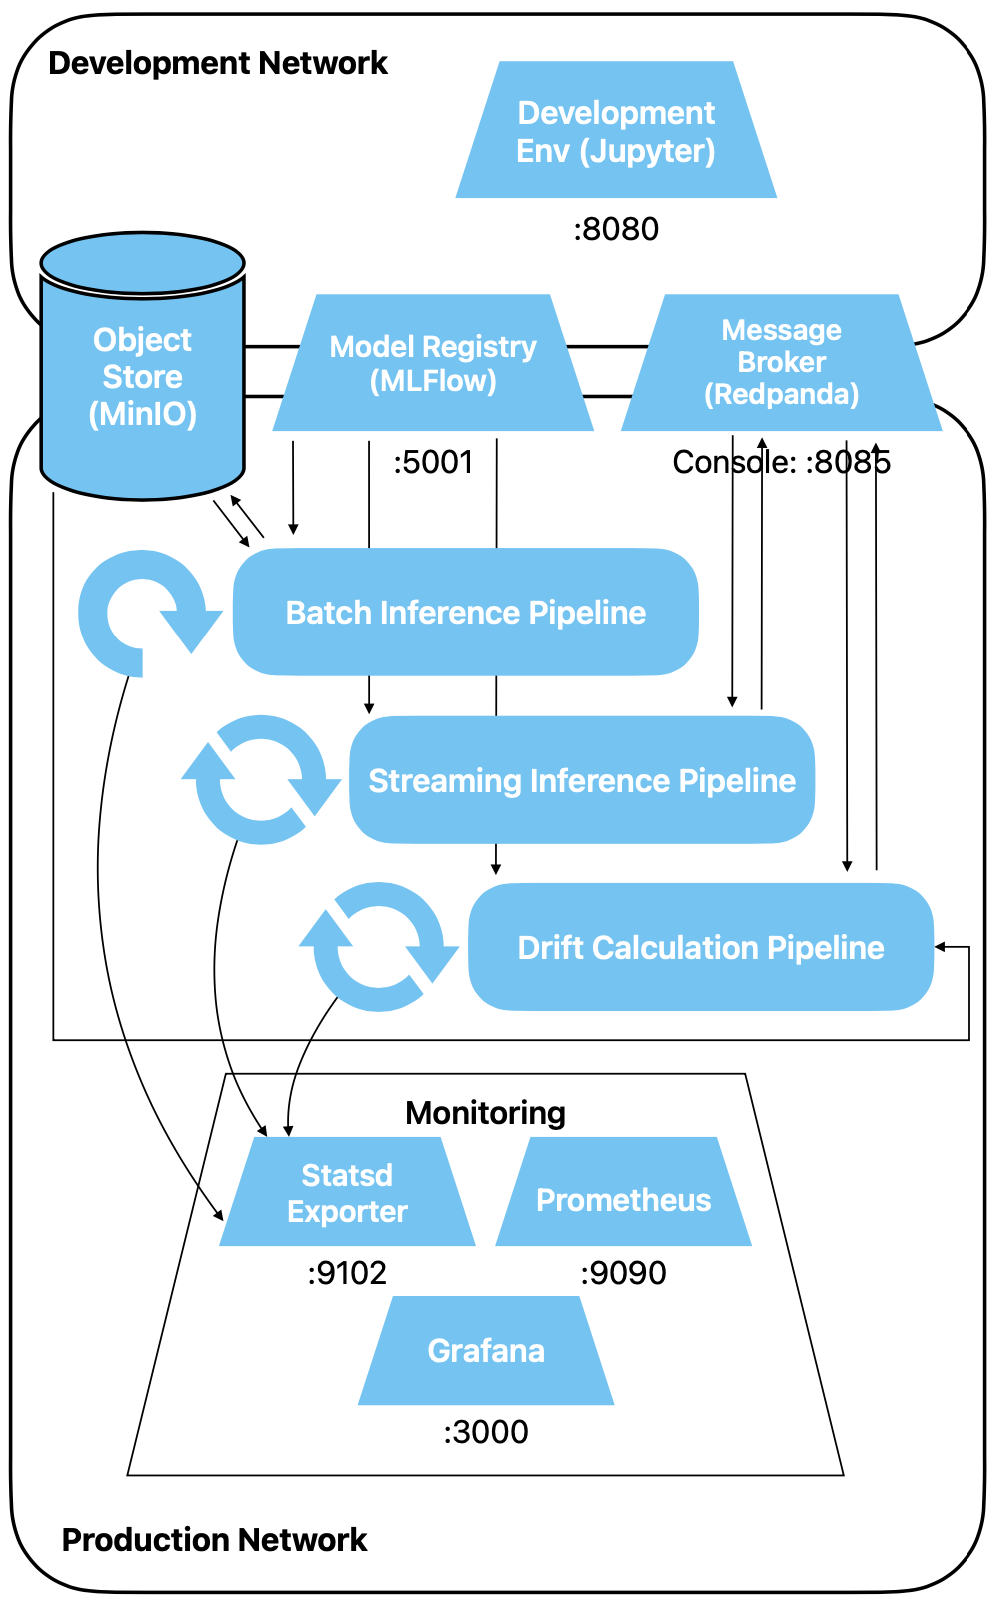 Development Network
Development
Env (Jupyter)
:8080
Object
Store
(MinIO)
Model Registry
(MLFlow)
:5001
Message
Broker
(Redpanda)
Console: :8085
Batch Inference Pipeline
Streaming Inference Pipeline
Drift Calculation Pipeline
Monitoring
Statsd
Exporter
:9102
Prometheus
:9090
Grafana
:3000
Production Network